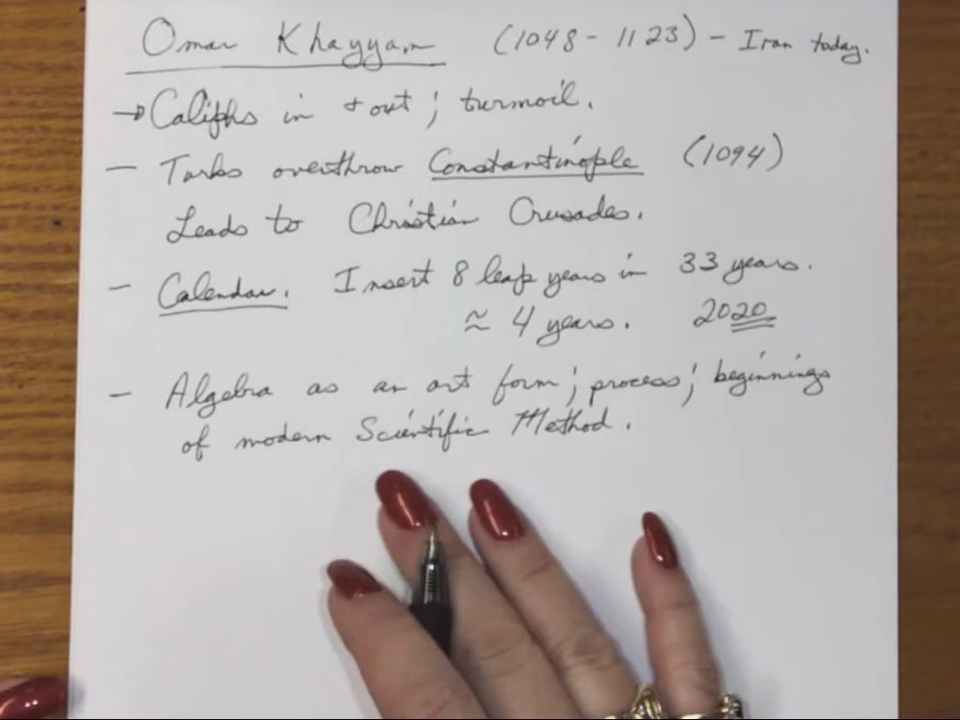 Omar Khayyam (1048 - 1123) - Iran today.
→ Caliphs in + out ; turmoil.
- Turks overthrow Constantinople (1094)
Leads to Christian Crusades.
- Calendar. Insert 8 leap years in 33 years.
≈ 4 years. 2020
- Algebra as an art form ; process ; beginnings
of modern Scientific Method.